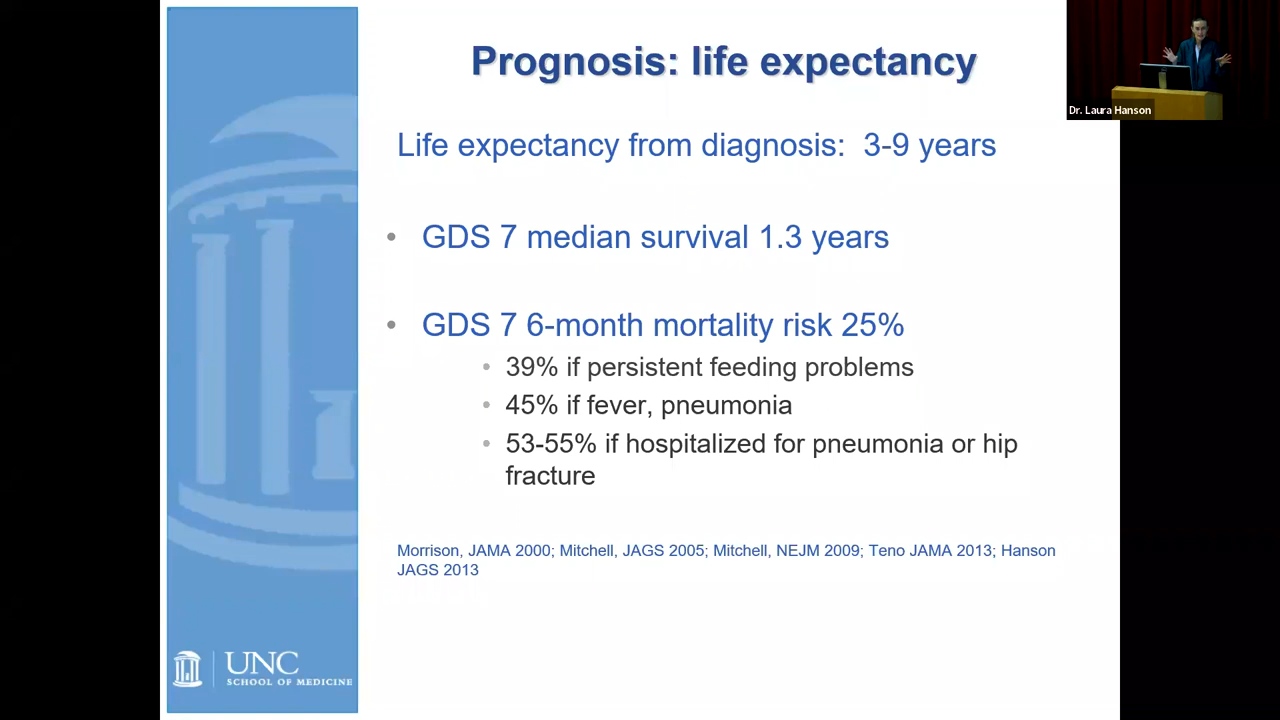 Prognosis: life expectancy
Dr. Laura Hanson
Life expectancy from diagnosis: 3-9 years
• GDS 7 median survival 1.3 years
• GDS 7 6-month mortality risk 25%
• 39% if persistent feeding problems
• 45% if fever, pneumonia
• 53-55% if hospitalized for pneumonia or hip
fracture
Morrison, JAMA 2000; Mitchell, JAGS 2005; Mitchell, NEJM 2009; Teno JAMA 2013; Hanson
JAGS 2013
UNC
SCHOOL OF MEDICINE